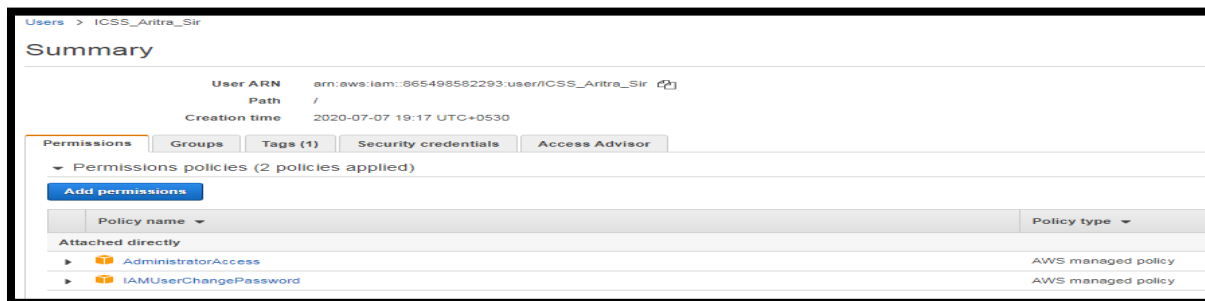 Users > ICSS_Aritra_Sir
Summary
User ARN arn:aws:iam::865498582293:user/ICSS_Aritra_Sir
Path /
Creation time 2020-07-07 19:17 UTC+0530
Permissions Groups Tags (1) Security credentials Access Advisor
Permissions policies (2 policies applied)
Add permissions
Policy name Policy type
Attached directly
AdministratorAccess AWS managed policy
IAMUserChangePassword AWS managed policy